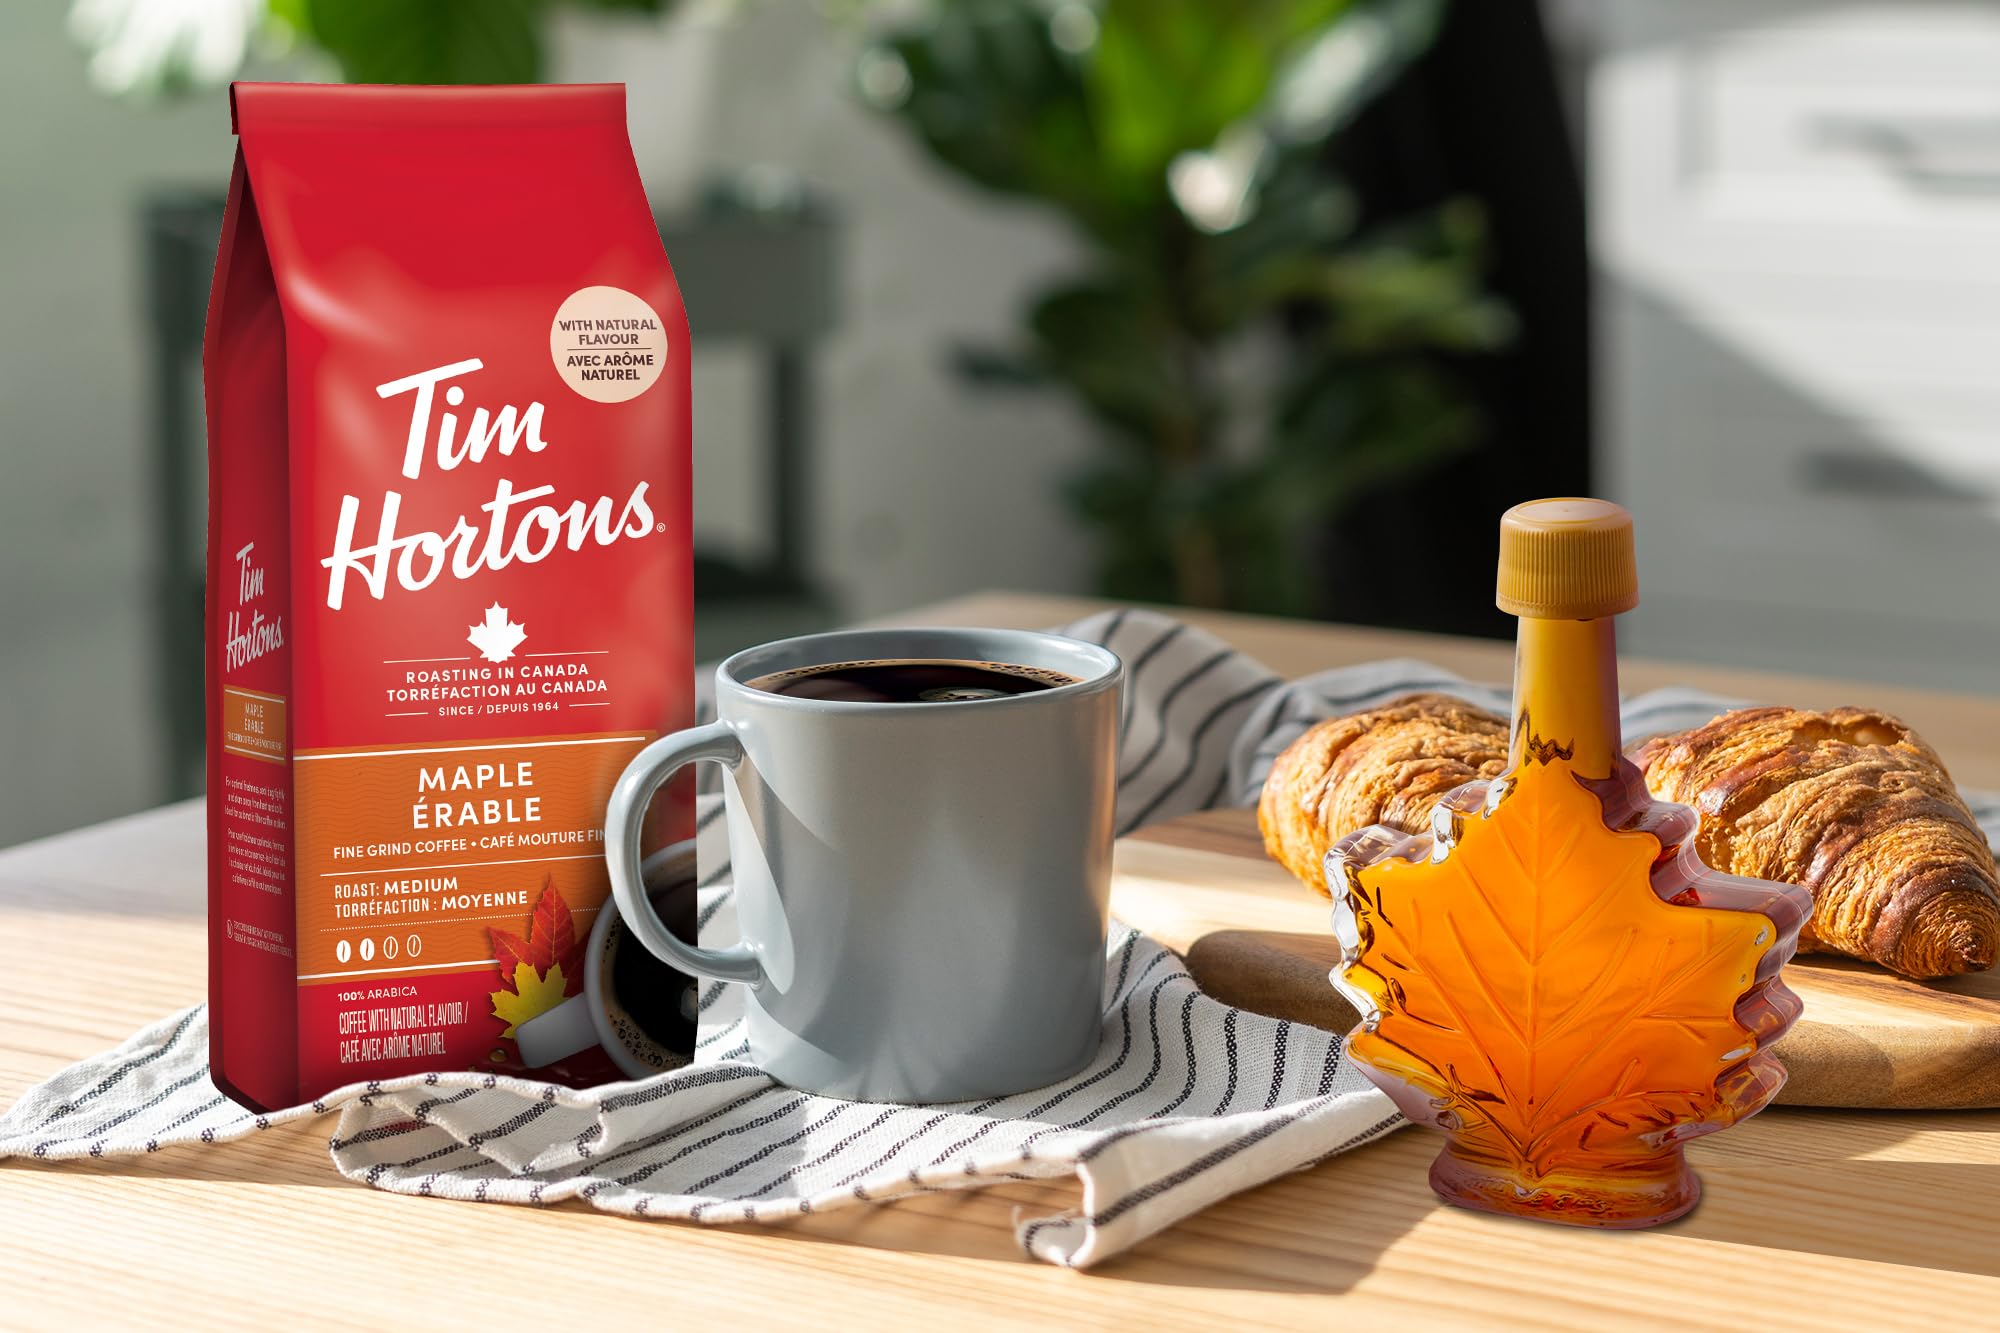 WITH NATURAL
FLAVOUR
AVEC ARÔME
NATUREL
Tim
Hortons®
ROASTING IN CANADA
TORRÉFACTION AU CANADA
SINCE / DEPUIS 1964
MAPLE
ÉRABLE
FINE GRIND COFFEE • CAFÉ MOUTURE FIN
ROAST: MEDIUM
TORRÉFACTION : MOYENNE
100% ARABICA
COFFEE WITH NATURAL FLAVOUR /
CAFÉ AVEC ARÔME NATUREL
Tim
Hortons.
MAPLE
ÉRABLE